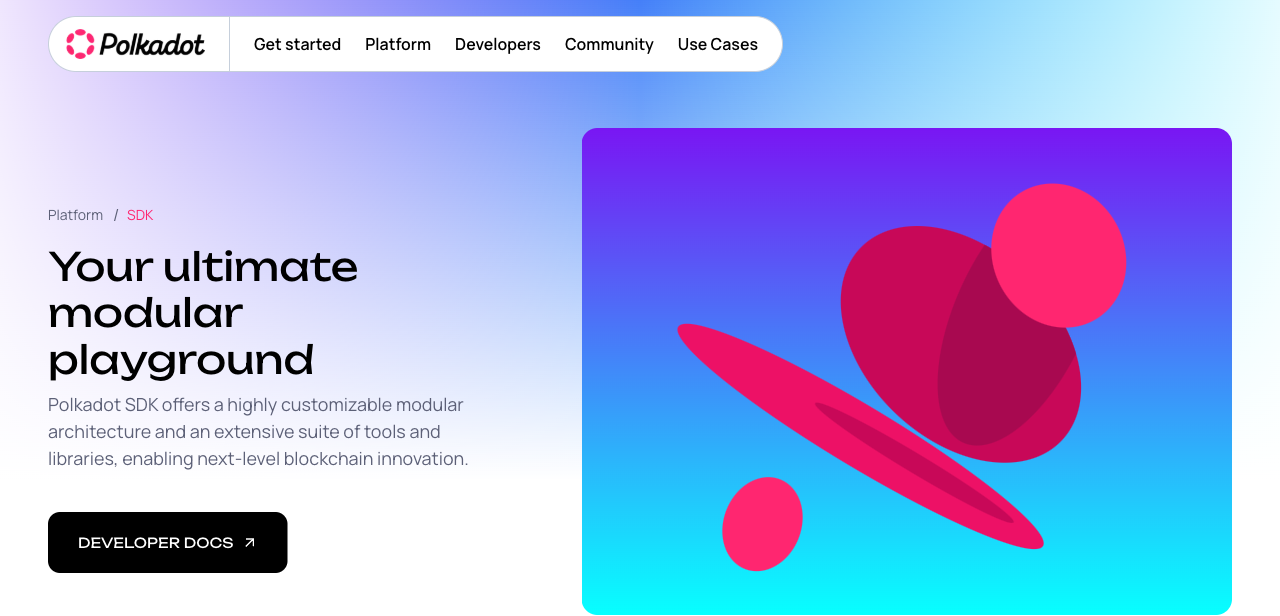 Polkadot
Get started
Platform
Developers
Community
Use Cases
Platform / SDK
Your ultimate
modular
playground
Polkadot SDK offers a highly customizable modular
architecture and an extensive suite of tools and
libraries, enabling next-level blockchain innovation.
DEVELOPER DOCS